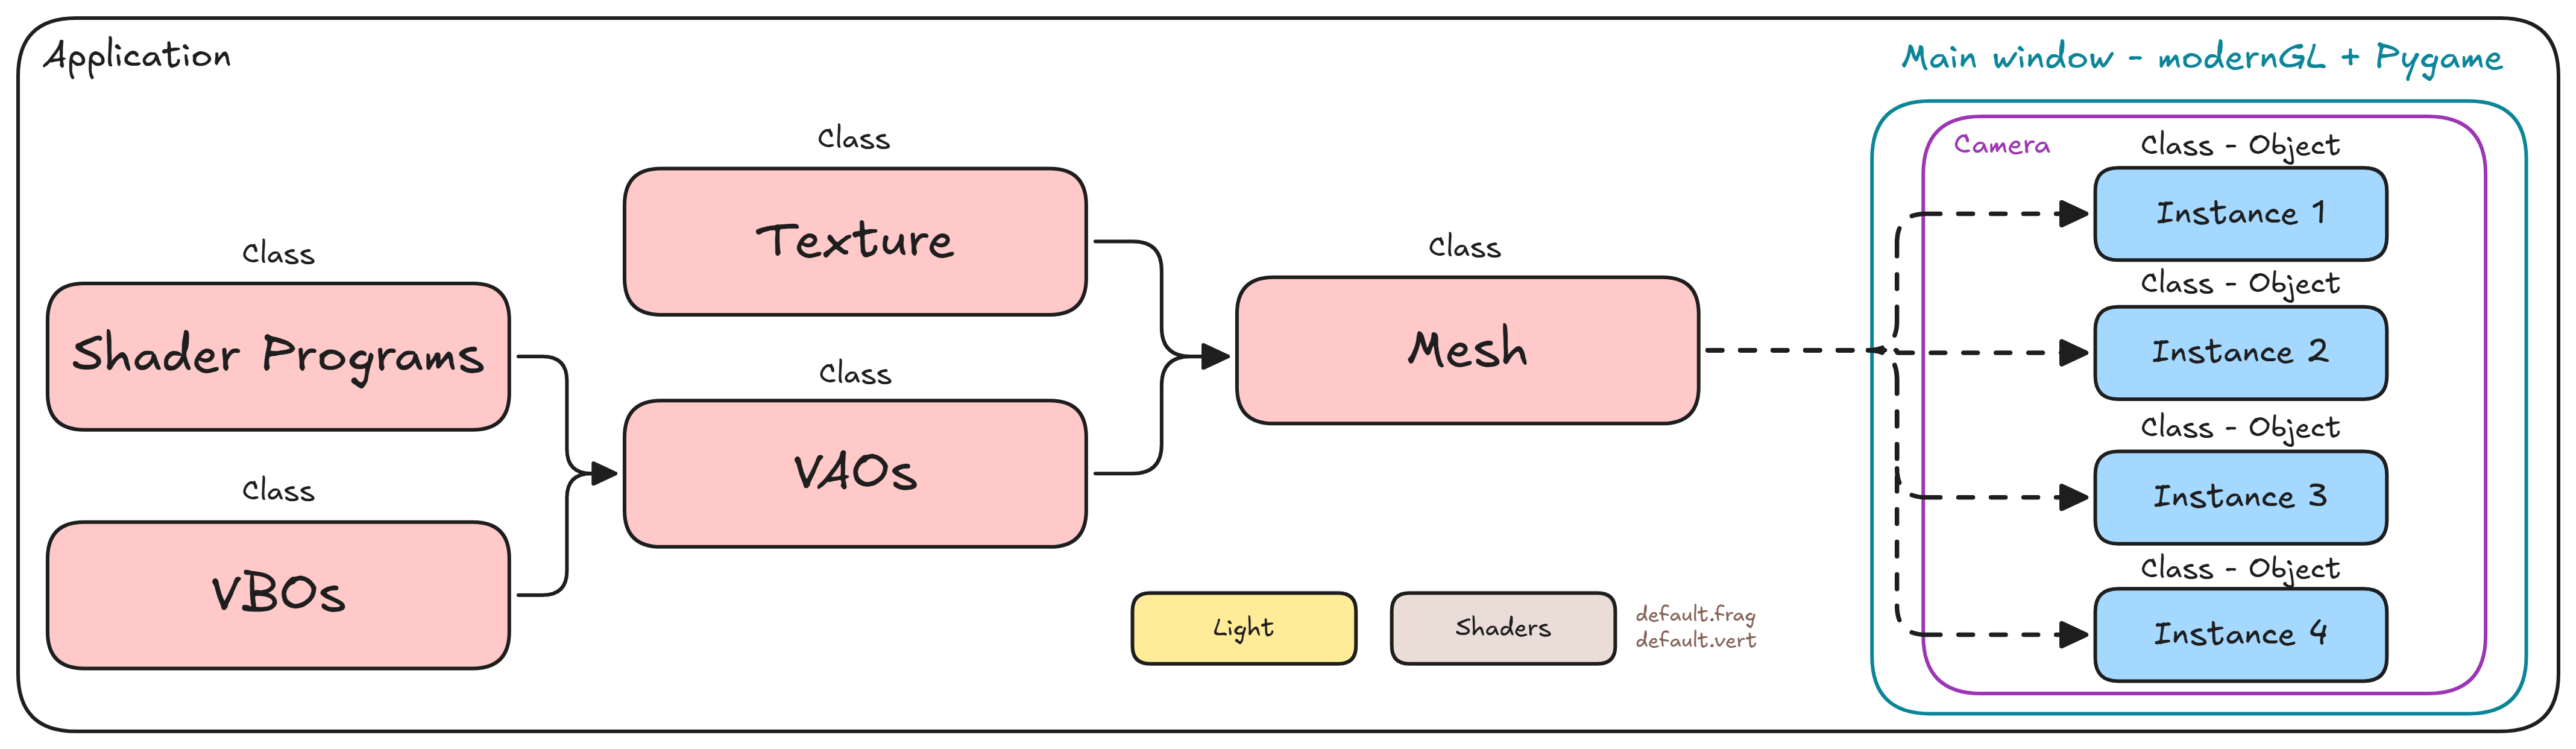 Application
Main window - modernGL + Pygame
Class
Shader Programs
Class
VBOs
Class
Texture
Class
VAOs
Class
Mesh
Light
Shaders
default.frag
default.vert
Camera
Class - Object
Instance 1
Class - Object
Instance 2
Class - Object
Instance 3
Class - Object
Instance 4